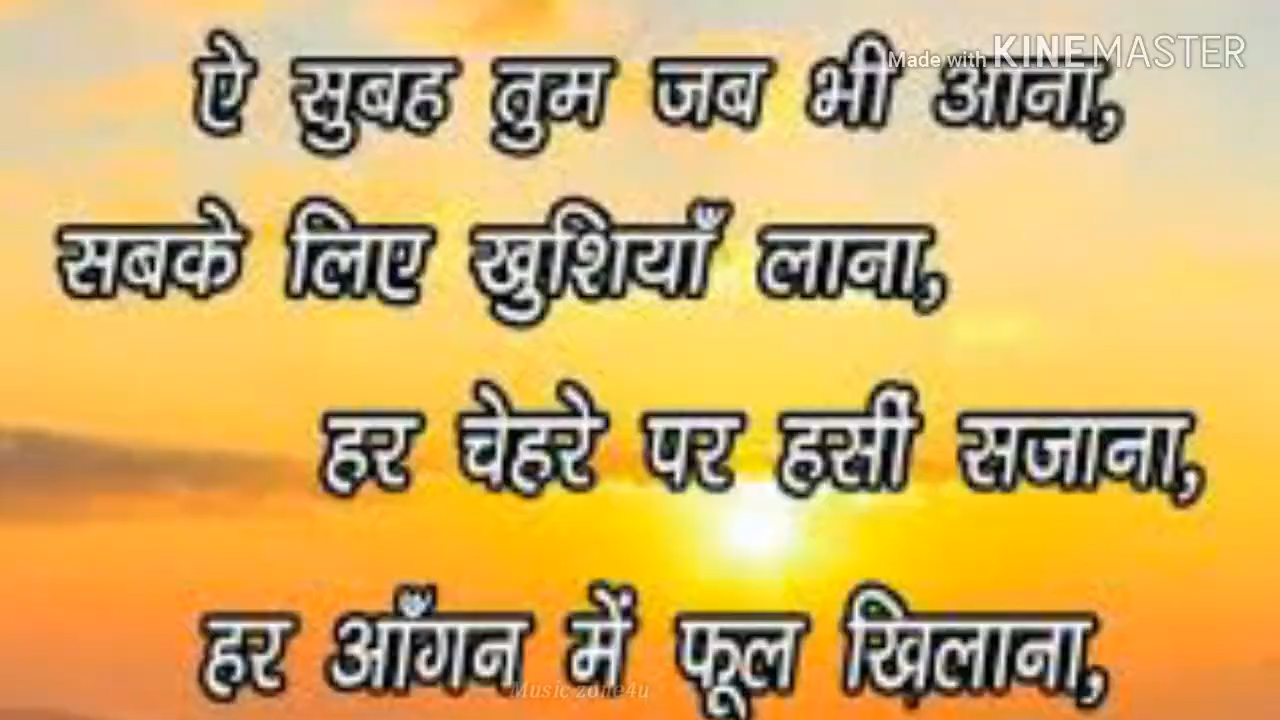 Made with KINEMASTER
ऐ सुबह तुम जब भी आना,
सबके लिए खुशियाँ लाना,
हर चेहरे पर हसीं सजाना,
हर आँगन में फूल ख़िलाना,
Music zone4u